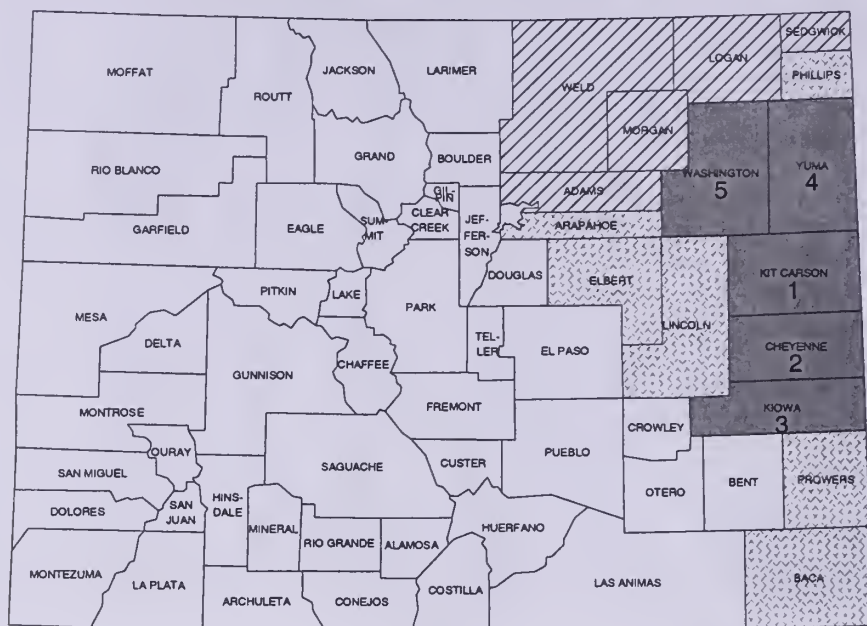 MOFFAT
ROUTT
JACKSON
LARIMER
WELD
LOGAN
SEDGWICK
PHILLIPS
MORGAN
RIO BLANCO
GRAND
BOULDER
WASHINGTON
5
YUMA
4
GARFIELD
EAGLE
SUM-
MIT
GIL-
PIN
CLEAR
CREEK
JEF-
FER-
SON
ADAMS
ARAPAHOE
DOUGLAS
ELBERT
LINCOLN
KIT CARSON
1
MESA
PITKIN
LAKE
PARK
DELTA
GUNNISON
CHAFFEE
TEL-
LER
EL PASO
CHEYENNE
2
MONTROSE
FREMONT
KIOWA
3
OURAY
SAN MIGUEL
SAGUACHE
CUSTER
PUEBLO
CROWLEY
DOLORES
SAN
JUAN
HINS-
DALE
MINERAL
RIO GRANDE
ALAMOSA
HUERFANO
OTERO
BENT
PROWERS
MONTEZUMA
LA PLATA
ARCHULETA
CONEJOS
COSTILLA
LAS ANIMAS
BACA